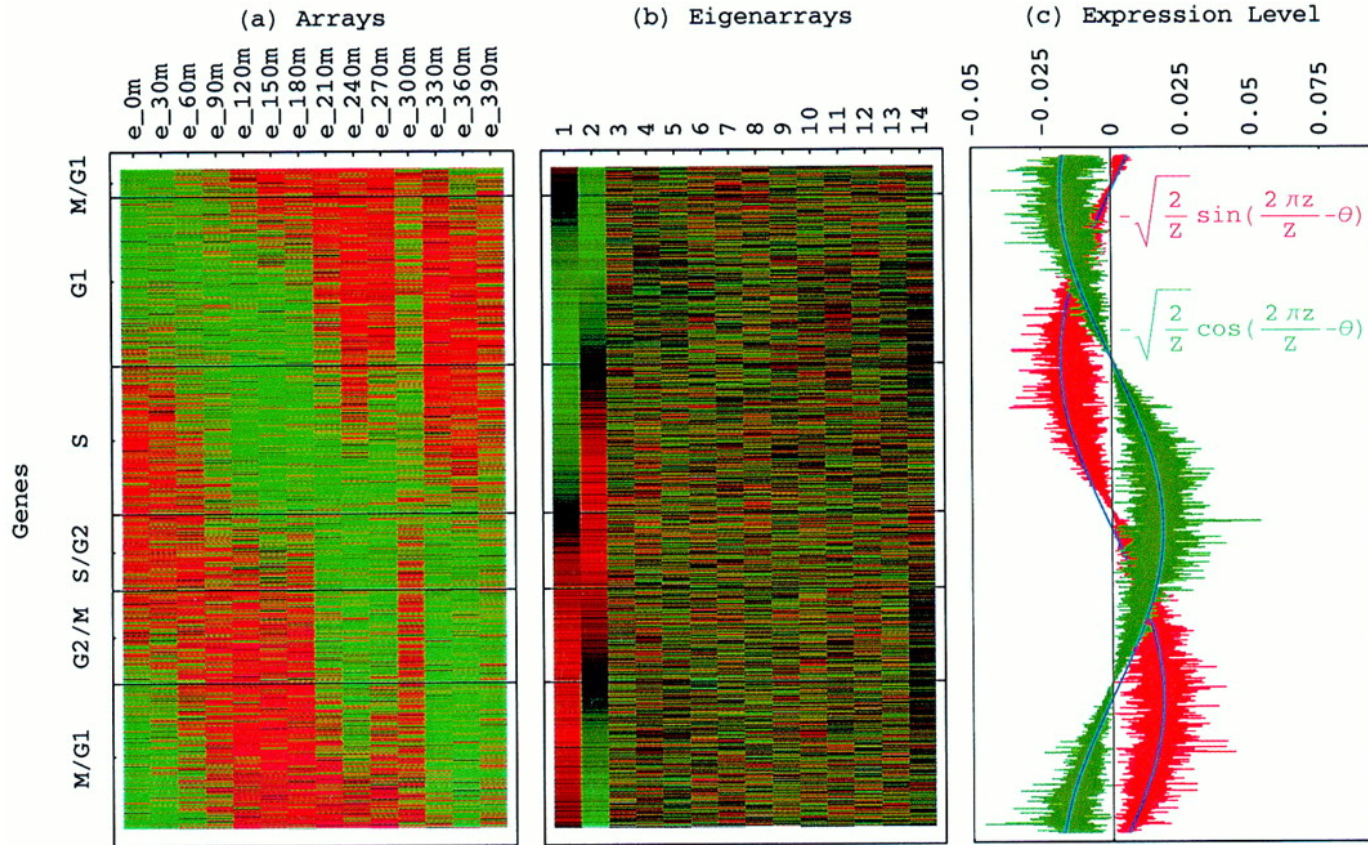 (a) Arrays
(b) Eigenarrays
(c) Expression Level
e_0m
e_30m
e_60m
e_90m
e_120m
e_150m
e_180m
e_210m
e_240m
e_270m
e_300m
e_330m
e_360m
e_390m
1
2
3
4
5
6
7
8
9
10
11
12
13
14
-0.05
-0.025
0
0.025
0.05
0.075
Genes
M/G1
G1
S
S/G2
G2/M
M/G1
-√2/Z sin(2πz/Z-θ)
-√2/Z cos(2πz/Z-θ)